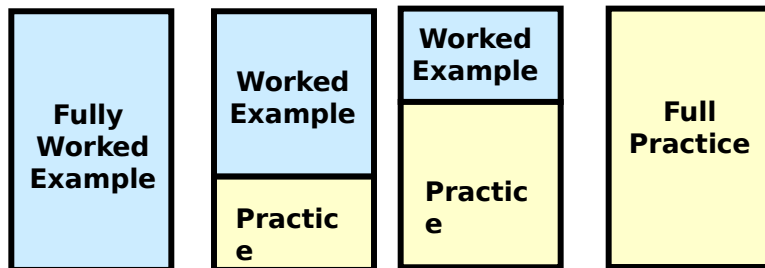 Fully
Worked
Example
Worked
Example
Practic
e
Worked
Example
Practic
e
Full
Practice